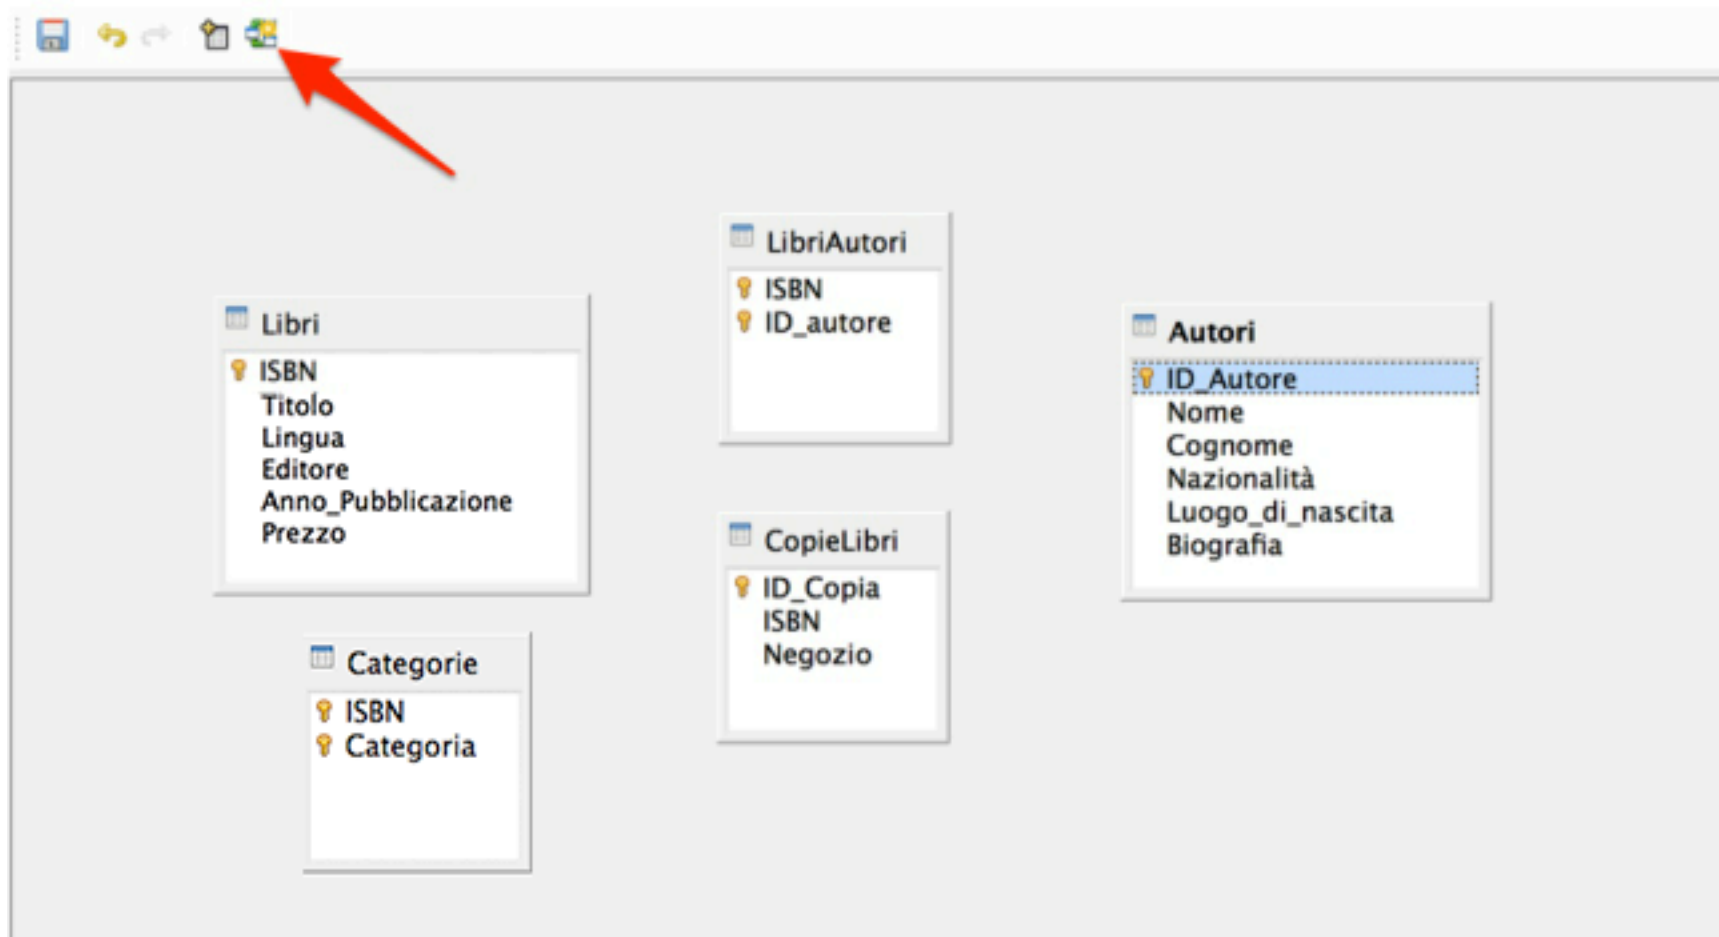 LibriAutori
ISBN
ID_autore
Libri
ISBN
Titolo
Lingua
Editore
Anno_Pubblicazione
Prezzo
Autori
ID_Autore
Nome
Cognome
Nazionalità
Luogo_di_nascita
Biografia
CopieLibri
ID_Copia
ISBN
Negozio
Categorie
ISBN
Categoria